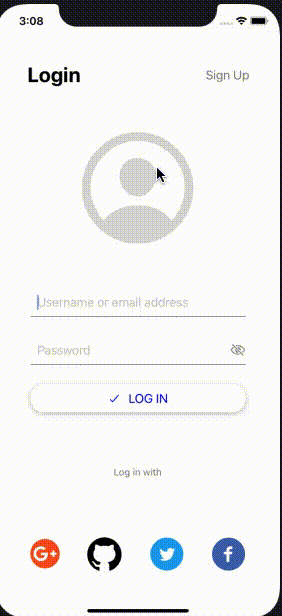 3:08
Login
Sign Up
Username or email address
Password
LOG IN
Log in with
G+
f